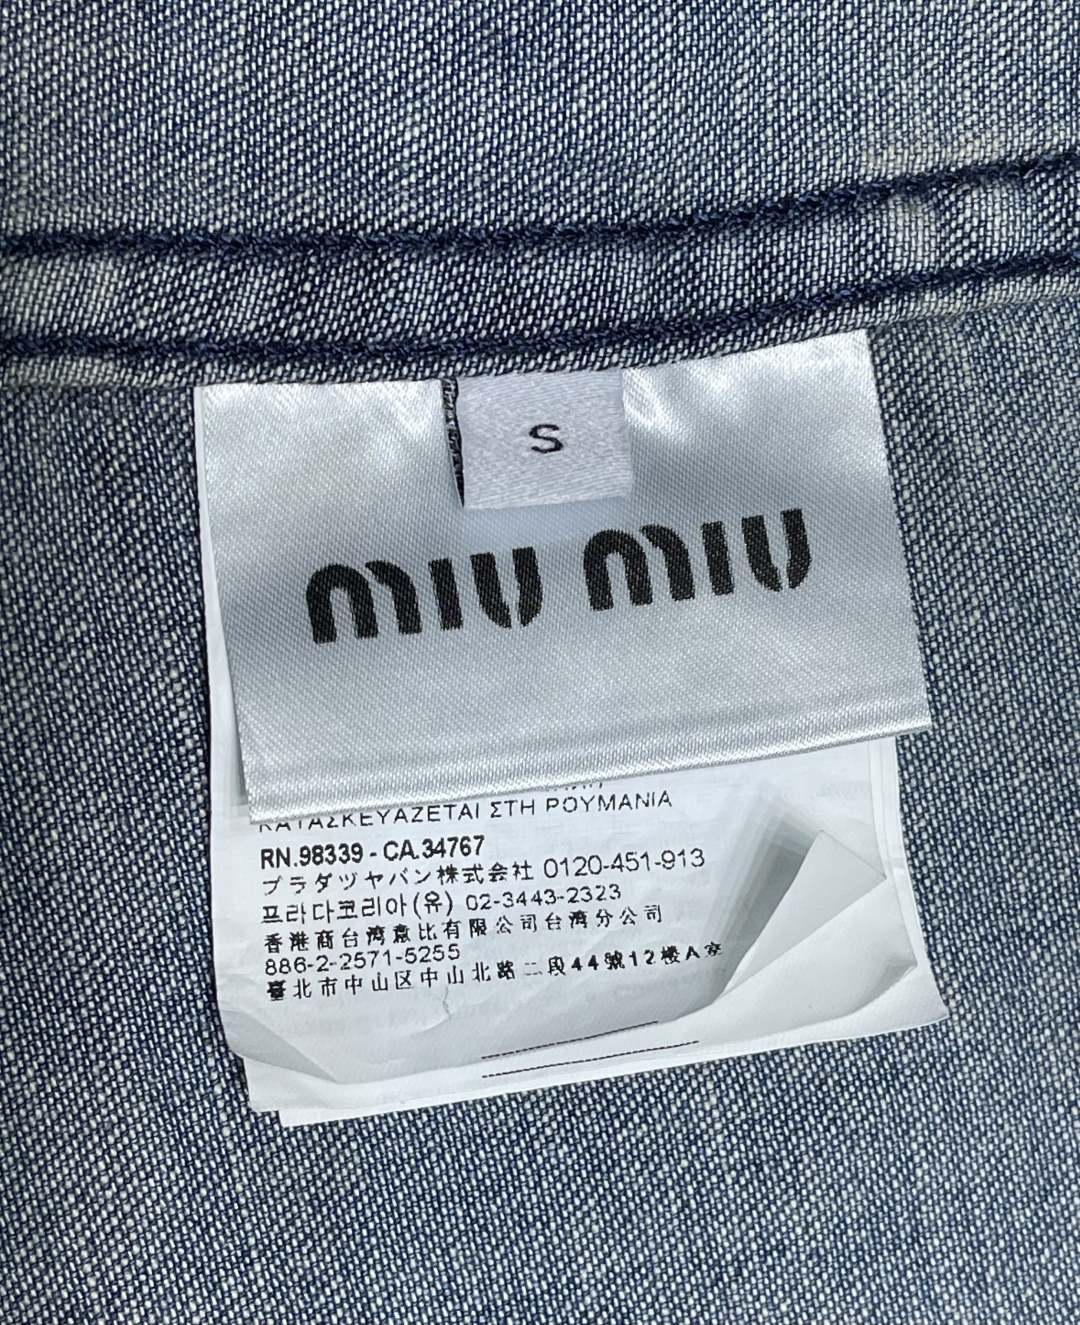 S
miu miu
ΚΑΤΑΣΚΕΥΑΖΕΤΑΙ ΣΤΗ ΡΟΥΜΑΝΙΑ
RN.98339 - CA.34767
プラダジャパン株式会社 0120-451-913
프라다코리아(유) 02-3443-2323
香港商台湾意比有限公司台湾分公司
886-2-2571-5255
臺北市中山区中山北路二段44號12楼A室